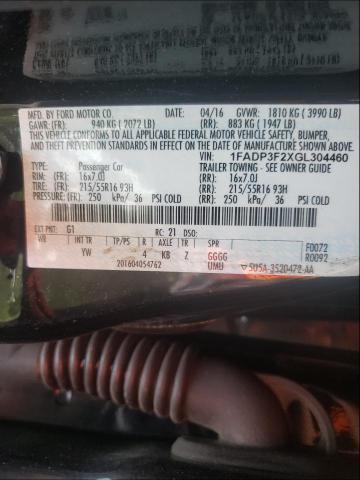 MFD. BY FORD MOTOR CO 04/16 GVWR: 1810 KG ( 3990 LB)
GAWR: (FR): 940 KG ( 2072 LB) (RR): 883 KG ( 1947 LB)
THIS VEHICLE CONFORMS TO ALL APPLICABLE FEDERAL MOTOR VEHICLE SAFETY, BUMPER,
AND THEFT PREVENTION STANDARDS IN EFFECT ON THE DATE OF MANUFACTURE SHOWN ABOVE.
VIN: 1FADP3F2XGL304460
TYPE: Passenger Car TRAILER TOWING - SEE OWNER GUIDE
RIM: (FR): 16x7.0J (RR): 16x7.0J
TIRE: (FR): 215/55R16 93H (RR): 215/55R16 93H
PRESSURE: (FR): 250 kPa/ 36 PSI COLD (RR): 250 kPa/ 36 PSI COLD
EXT PNT: G1 RC: 21 DSO: F0072
WB INT TR TP/PS R AXLE TR SPR R0092
YW 4 KB Z GGGG
201604054762 UMU 5U5A-3520472-AA